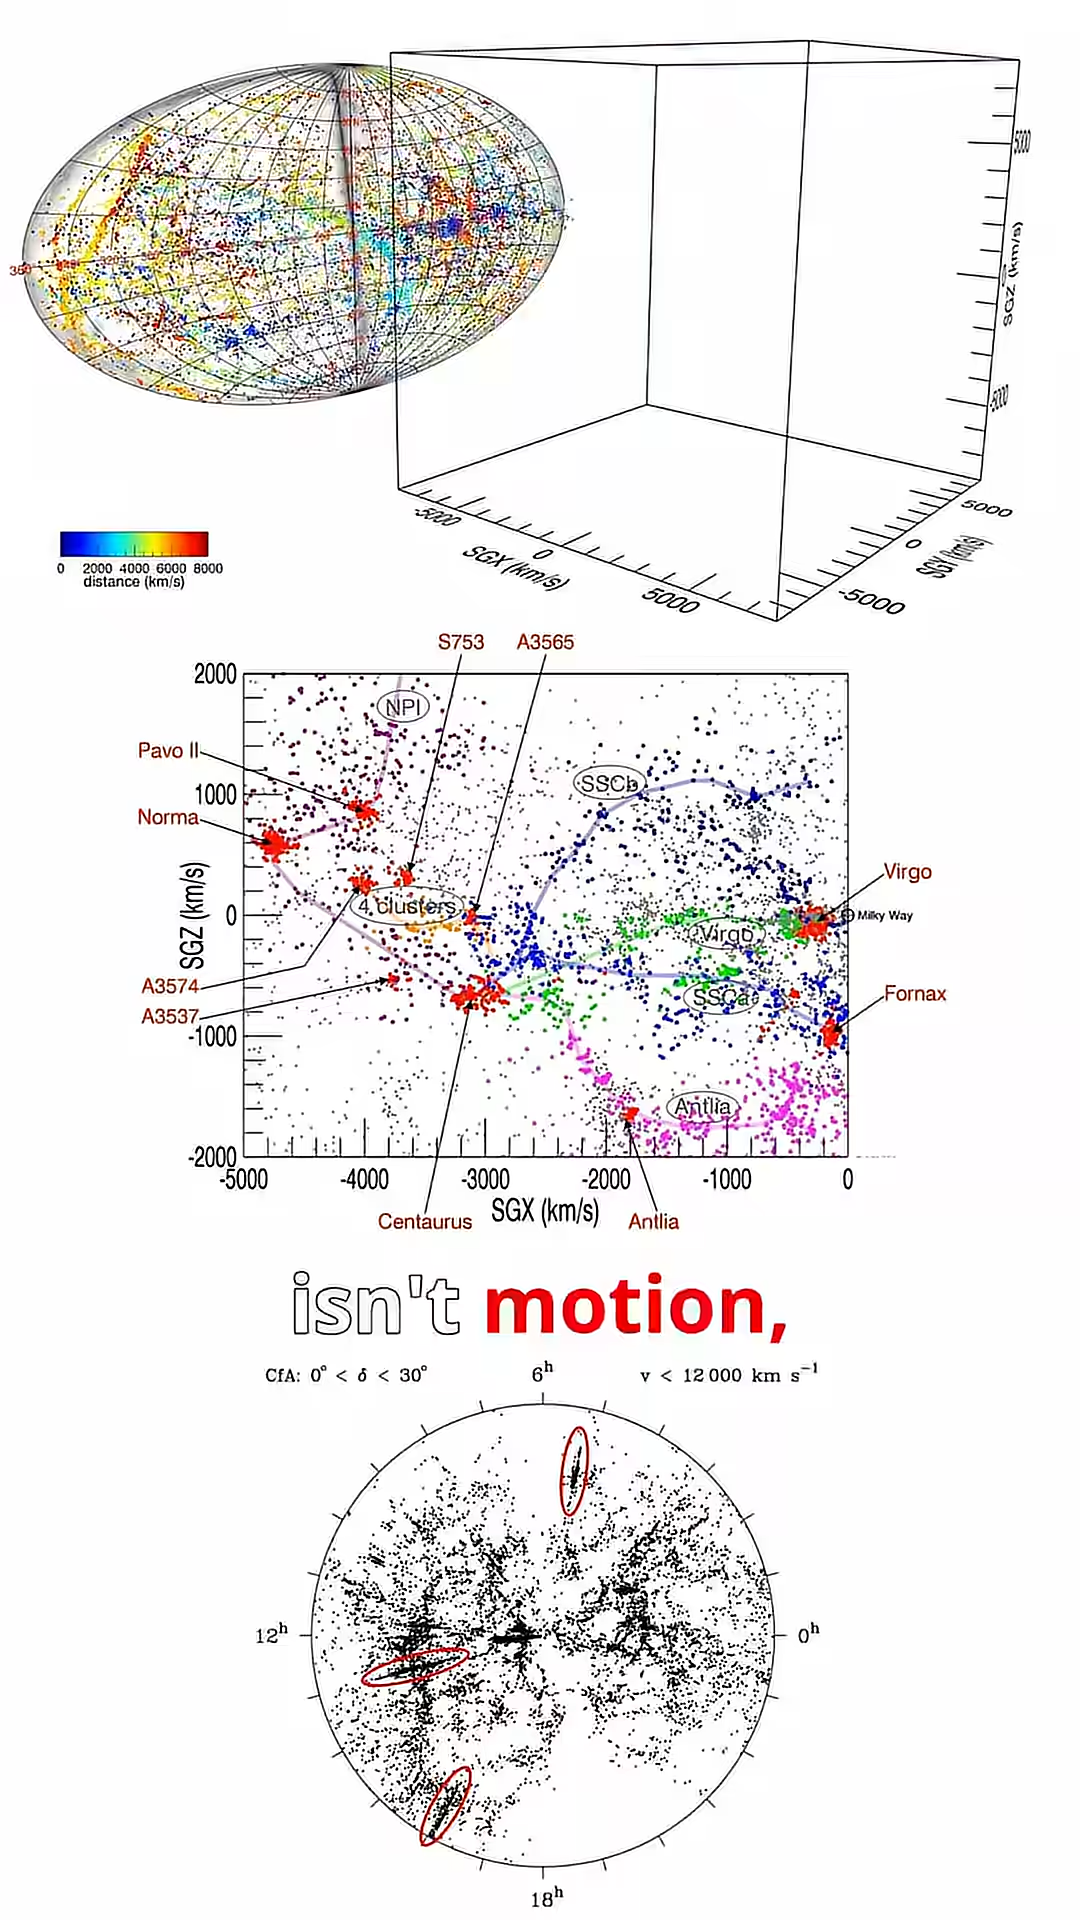 5000
SGZ (km/s)
-5000
360
-5000
0
5000
SGX (km/s)
5000
0
-5000
SGY (km/s)
0 2000 4000 6000 8000
distance (km/s)
S753 A3565
2000
NPI
Pavo II
SSCb
1000
Norma
Virgo
4 clusters
0
Milky Way
Virgo
SGZ (km/s)
A3574
SSCa
Fornax
A3537
-1000
Antlia
-2000
-5000 -4000 -3000 -2000 -1000 0
SGX (km/s)
Centaurus Antlia
isn't motion,
CfA: 0° < δ < 30° 6h v < 12 000 km s−1
12h 0h
18h